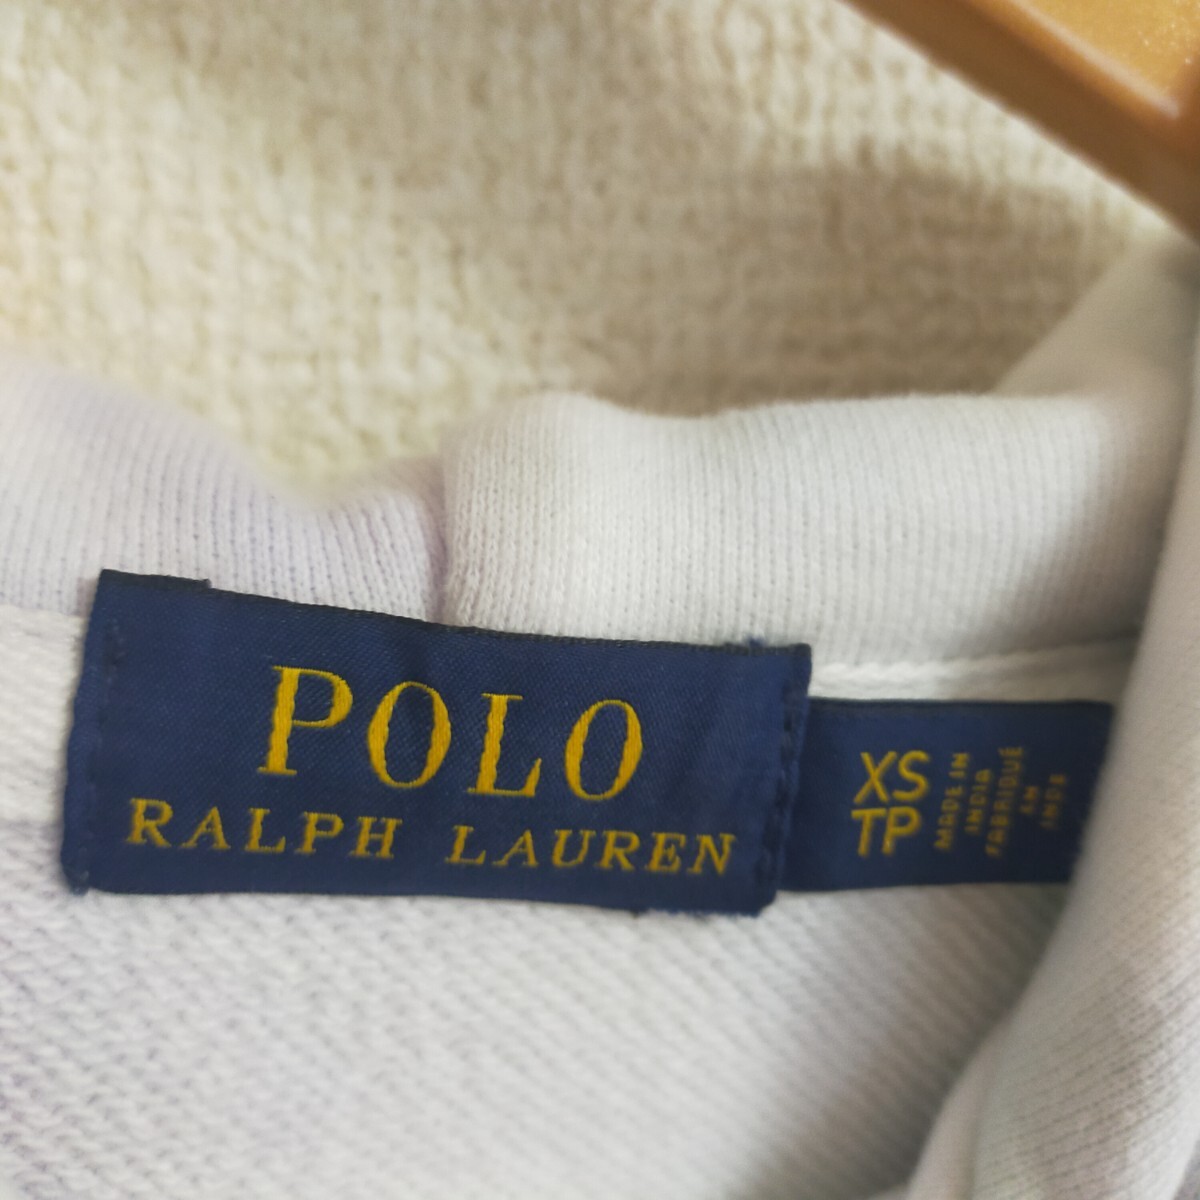 POLO
RALPH LAUREN
XS
TP
MADE IN
INDIA
FABRIQUÉ
EN
INDE